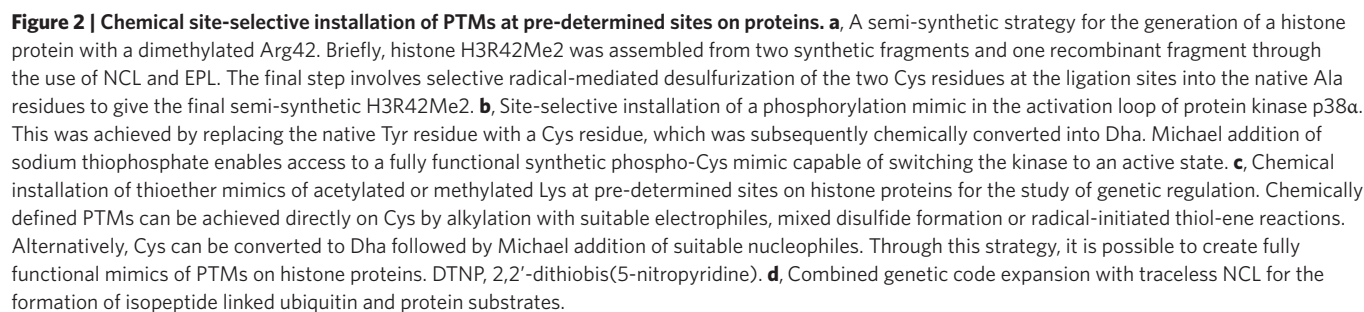 Figure 2 | Chemical site-selective installation of PTMs at pre-determined sites on proteins. a, A semi-synthetic strategy for the generation of a histone
protein with a dimethylated Arg42. Briefly, histone H3R42Me2 was assembled from two synthetic fragments and one recombinant fragment through
the use of NCL and EPL. The final step involves selective radical-mediated desulfurization of the two Cys residues at the ligation sites into the native Ala
residues to give the final semi-synthetic H3R42Me2. b, Site-selective installation of a phosphorylation mimic in the activation loop of protein kinase p38α.
This was achieved by replacing the native Tyr residue with a Cys residue, which was subsequently chemically converted into Dha. Michael addition of
sodium thiophosphate enables access to a fully functional synthetic phospho-Cys mimic capable of switching the kinase to an active state. c, Chemical
installation of thioether mimics of acetylated or methylated Lys at pre-determined sites on histone proteins for the study of genetic regulation. Chemically
defined PTMs can be achieved directly on Cys by alkylation with suitable electrophiles, mixed disulfide formation or radical-initiated thiol-ene reactions.
Alternatively, Cys can be converted to Dha followed by Michael addition of suitable nucleophiles. Through this strategy, it is possible to create fully
functional mimics of PTMs on histone proteins. DTNP, 2,2'-dithiobis(5-nitropyridine). d, Combined genetic code expansion with traceless NCL for the
formation of isopeptide linked ubiquitin and protein substrates.